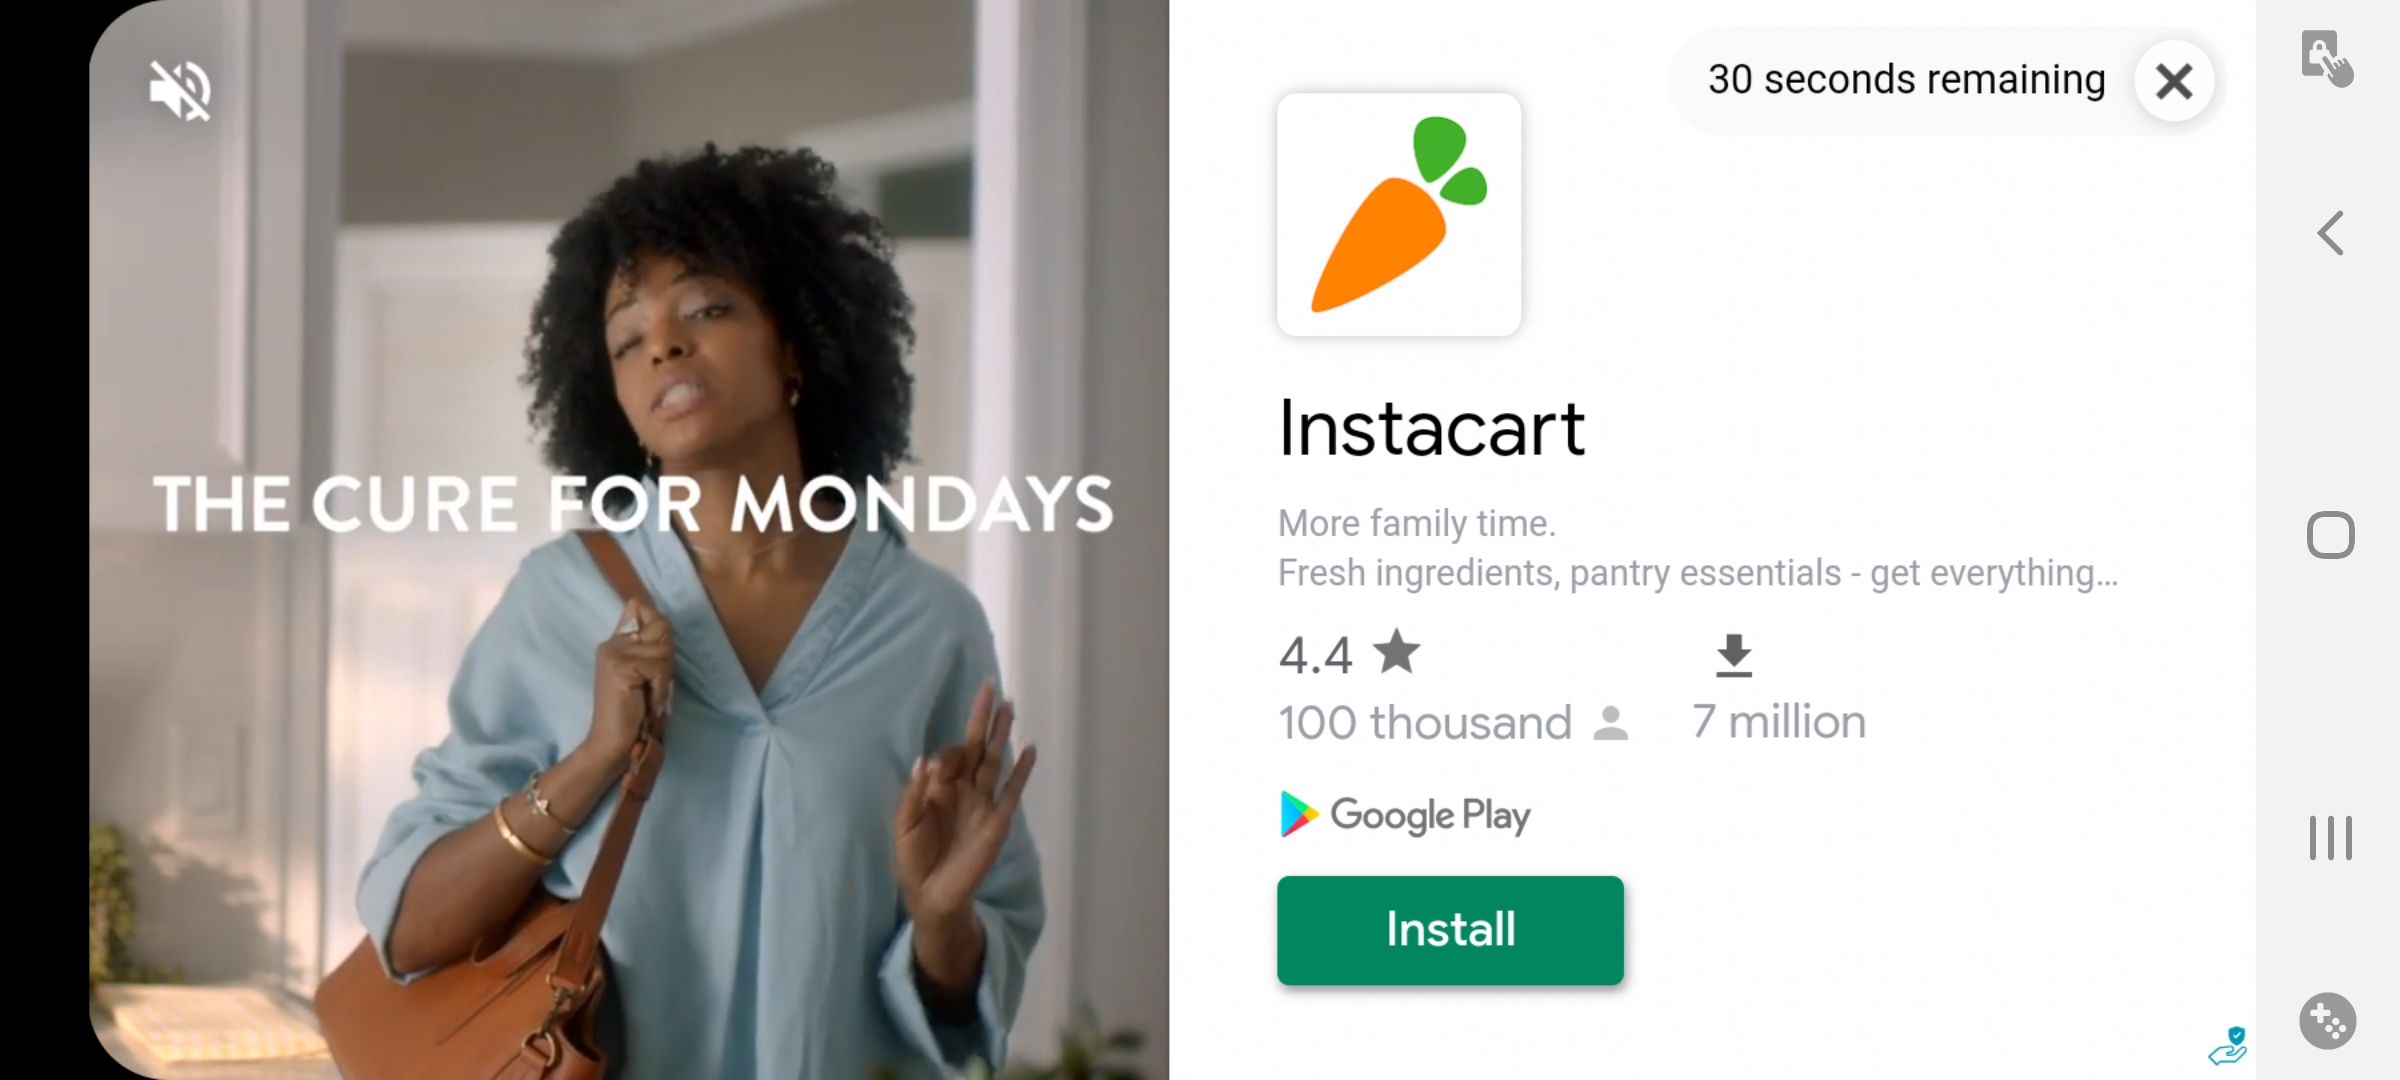 30 seconds remaining
THE CURE FOR MONDAYS
Instacart
More family time.
Fresh ingredients, pantry essentials - get everything...
4.4
100 thousand
7 million
Google Play
Install